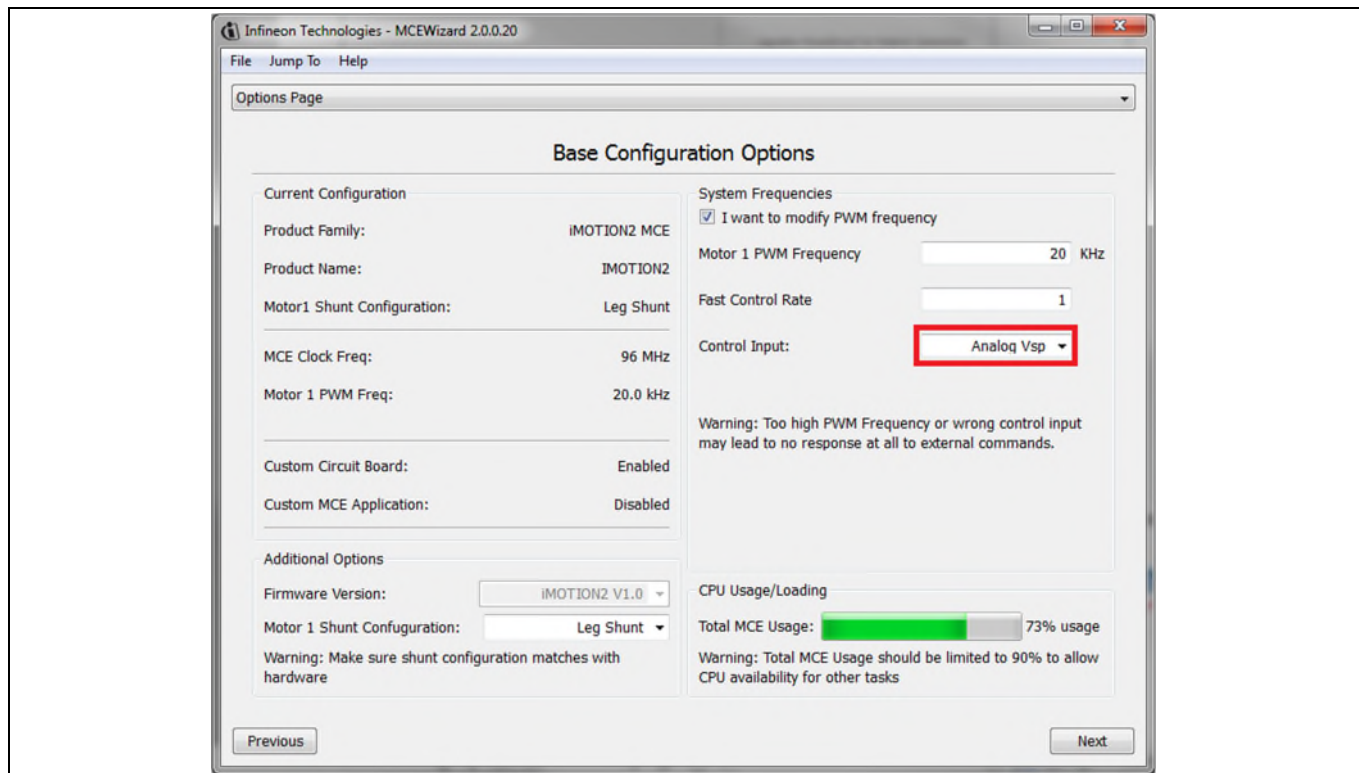 Infineon Technologies - MCEWizard 2.0.0.20
File Jump To Help
Options Page
Base Configuration Options
Current Configuration
Product Family: iMOTION2 MCE
Product Name: IMOTION2
Motor1 Shunt Configuration: Leg Shunt
MCE Clock Freq: 96 MHz
Motor 1 PWM Freq: 20.0 kHz
Custom Circuit Board: Enabled
Custom MCE Application: Disabled
Additional Options
Firmware Version: iMOTION2 V1.0
Motor 1 Shunt Confuguration: Leg Shunt
Warning: Make sure shunt configuration matches with
hardware
System Frequencies
I want to modify PWM frequency
Motor 1 PWM Frequency 20 KHz
Fast Control Rate 1
Control Input: Analog Vsp
Warning: Too high PWM Frequency or wrong control input
may lead to no response at all to external commands.
CPU Usage/Loading
Total MCE Usage: 73% usage
Warning: Total MCE Usage should be limited to 90% to allow
CPU availability for other tasks
Previous
Next